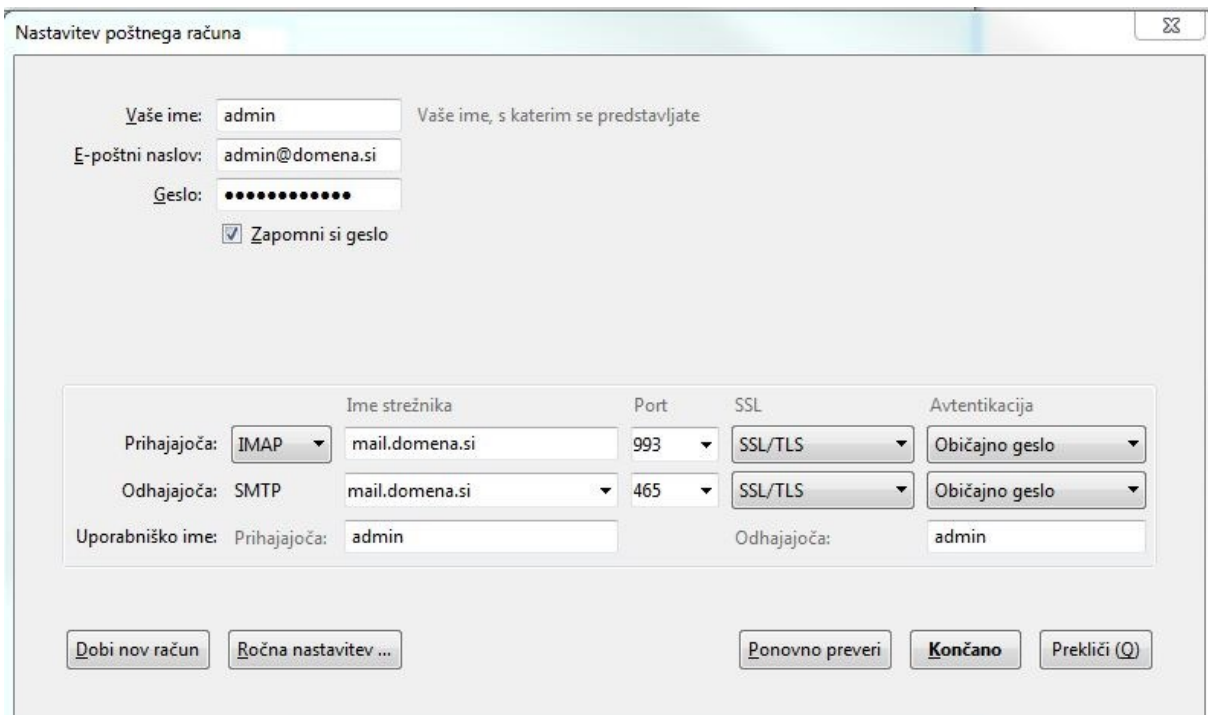 Nastavitev poštnega računa
Vaše ime: admin Vaše ime, s katerim se predstavljate
E-poštni naslov: admin@domena.si
Geslo: ●●●●●●●●●●●●
Zapomni si geslo
Ime strežnika Port SSL Avtentikacija
Prihajajoča: IMAP mail.domena.si 993 SSL/TLS Običajno geslo
Odhajajoča: SMTP mail.domena.si 465 SSL/TLS Običajno geslo
Uporabniško ime: Prihajajoča: admin Odhajajoča: admin
Dobi nov račun Ročna nastavitev ... Ponovno preveri Končano Prekliči (Q)